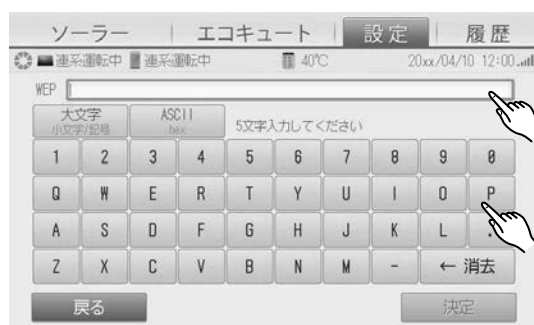 ソーラー エコキュート 設定 履歴
連系運転中 連系運転中 40℃ 20xx/04/10 12:00
WEP
大文字 ASCII
小文字/記号 hex 5文字入力してください
1 2 3 4 5 6 7 8 9 0
Q W E R T Y U I O P
A S D F G H J K L
Z X C V B N M - ← 消去
戻る 決定